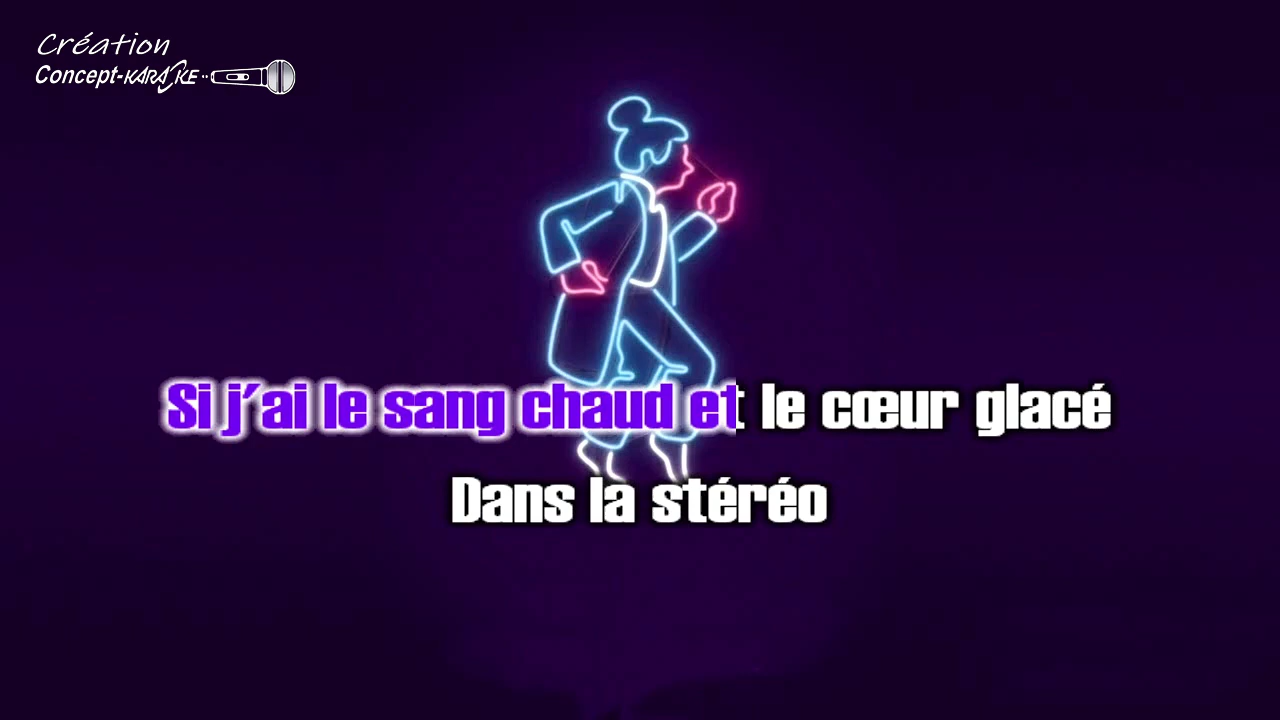 Création
Concept-KARAOKE
Si j'ai le sang chaud et le cœur glacé
Dans la stéréo